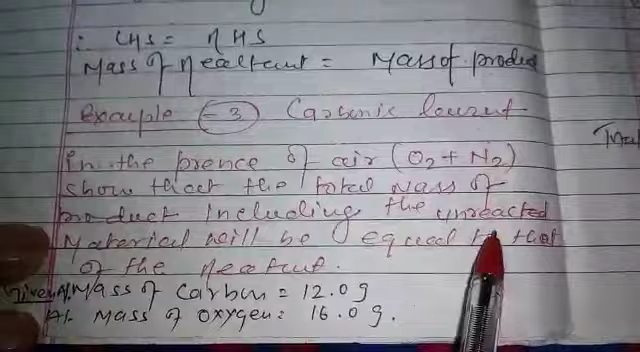 ∴ LHS = RHS
Mass of Reactant = Mass of product
Example - 3 Carbonic
In the prence of air (O2 + N2)
show that the total Mass of
product including the unreacted
Material will be equal to that
of the Reactant.
Given At. Mass of Carbon = 12.0 g
At. Mass of Oxygen = 16.0 g.